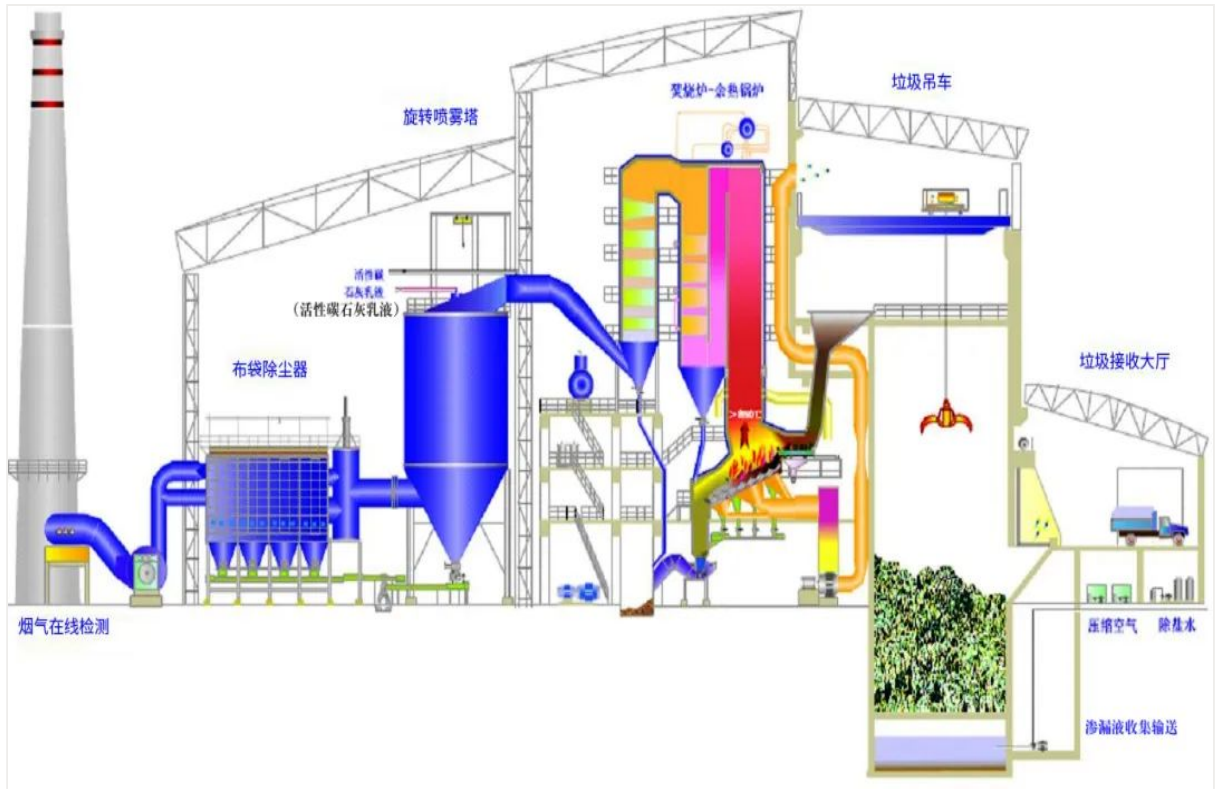 垃圾吊车
焚烧炉-余热锅炉
旋转喷雾塔
活性碳
石灰乳液
(活性碳石灰乳液)
布袋除尘器
垃圾接收大厅
烟气在线检测
压缩空气
除盐水
渗漏液收集输送